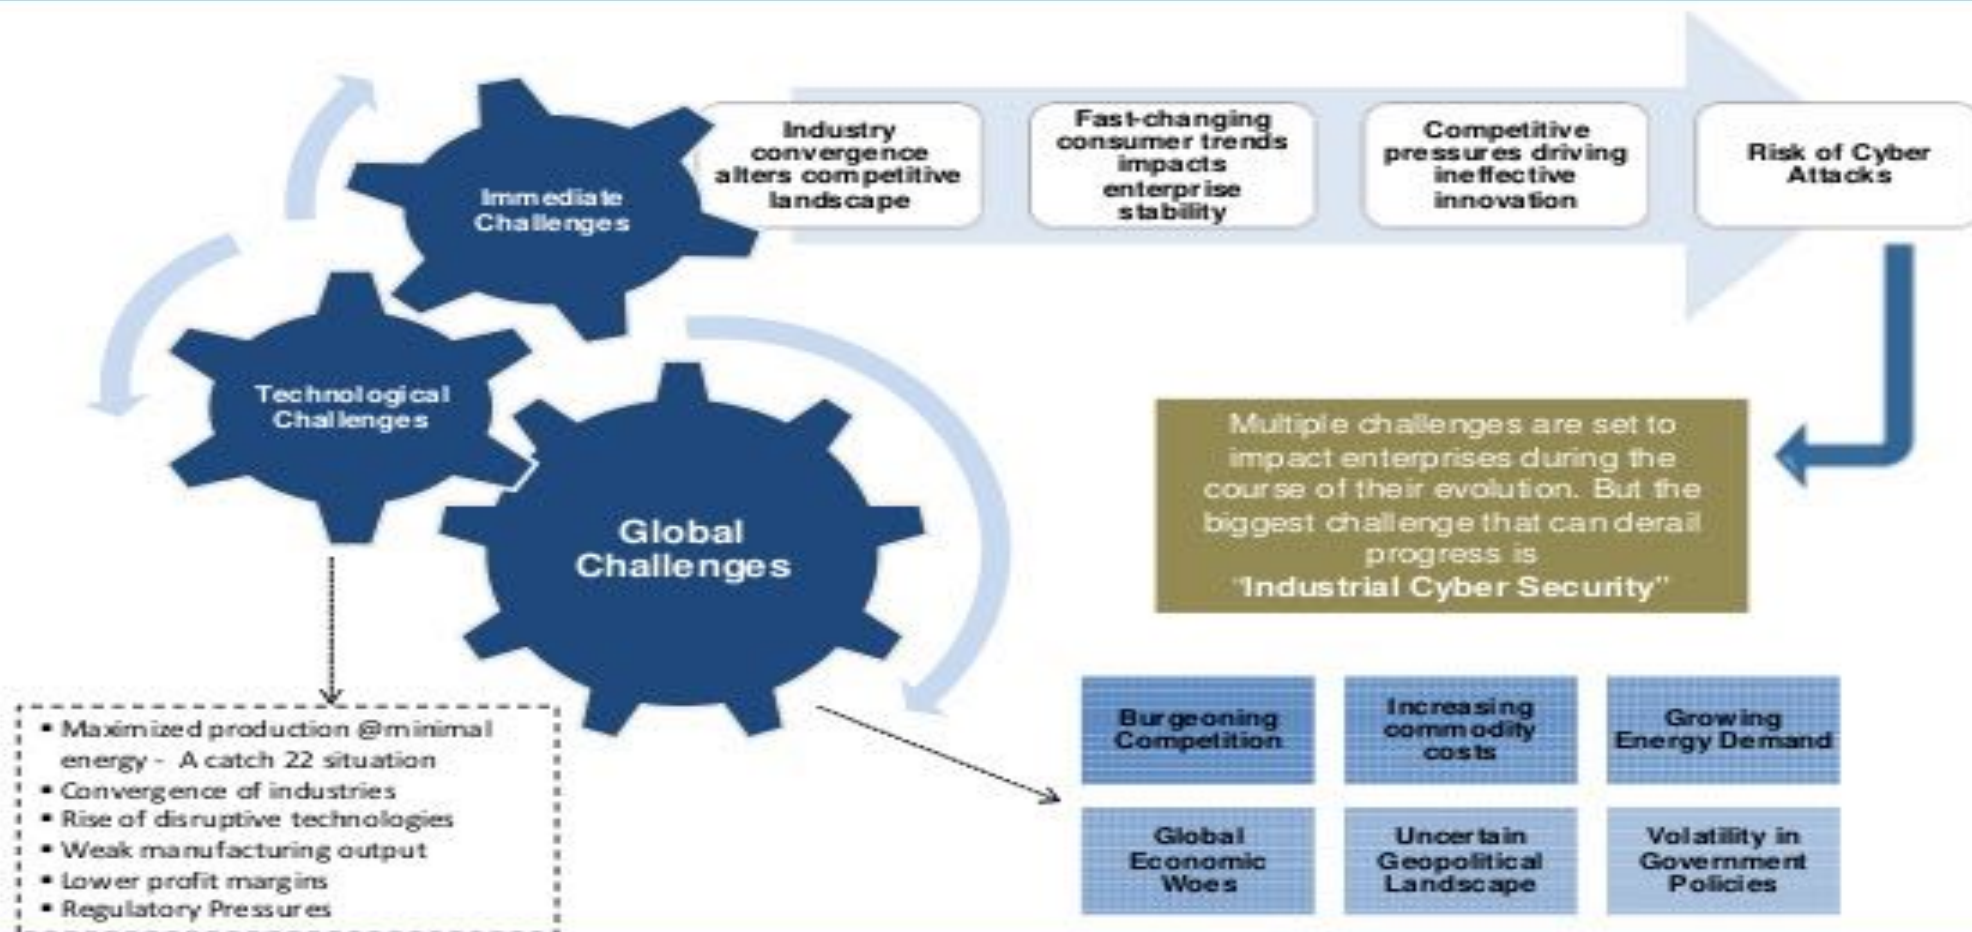 Immediate
Challenges
Industry
convergence
alters competitive
landscape
Fast-changing
consumer trends
impacts
enterprise
stability
Competitive
pressures driving
ineffective
innovation
Risk of Cyber
Attacks
Technological
Challenges
Global
Challenges
Multiple challenges are set to
impact enterprises during the
course of their evolution. But the
biggest challenge that can derail
progress is
"Industrial Cyber Security"
▪ Maximized production @minimal
energy - A catch 22 situation
▪ Convergence of industries
▪ Rise of disruptive technologies
▪ Weak manufacturing output
▪ Lower profit margins
▪ Regulatory Pressures
Burgeoning
Competition
Increasing
commodity
costs
Growing
Energy Demand
Global
Economic
Woes
Uncertain
Geopolitical
Landscape
Volatility in
Government
Policies